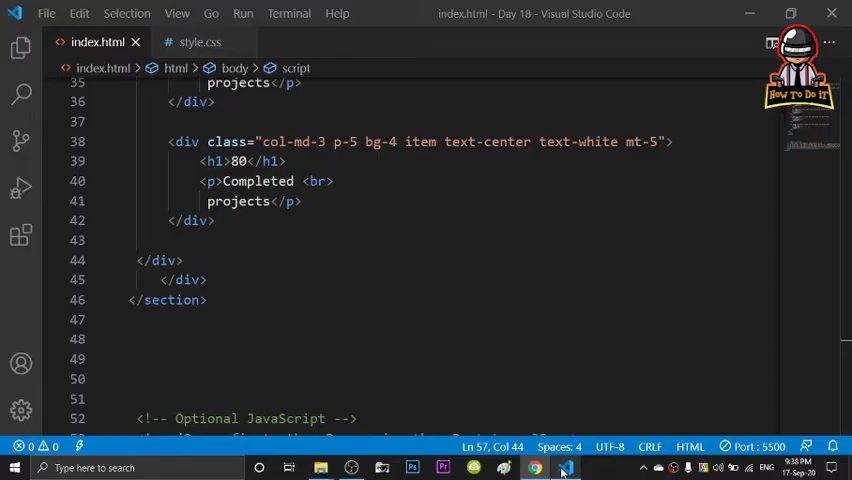 File Edit Selection View Go Run Terminal Help index.html - Day 18 - Visual Studio Code
index.html style.css
index.html html body script
HOW TO DO IT
35 projects</p>
36 </div>
37
38 <div class="col-md-3 p-5 bg-4 item text-center text-white mt-5">
39 <h1>80</h1>
40 <p>Completed <br>
41 projects</p>
42 </div>
43
44 </div>
45 </div>
46 </section>
47
48
49
50
51
52 <!-- Optional JavaScript -->
0 0 Ln 57, Col 44 Spaces: 4 UTF-8 CRLF HTML Port : 5500
Type here to search Ps Pr ENG 9:38 PM
17-Sep-20